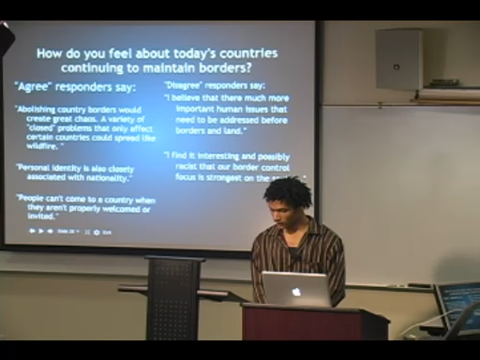 How do you feel about today's countries
continuing to maintain borders?
"Agree" responders say:
"Abolishing country borders would
create great chaos. A variety of
"closed" problems that only affect
certain countries could spread like
wildfire. "
"Personal identity is also closely
associated with nationality."
"People can't come to a country when
they aren't properly welcomed or
invited."
"Disagree" responders say:
"I believe that there much more
important human issues that
need to be addressed before
borders and land."
"I find it interesting and possibly
racist that our border control
focus is strongest on the
Exit